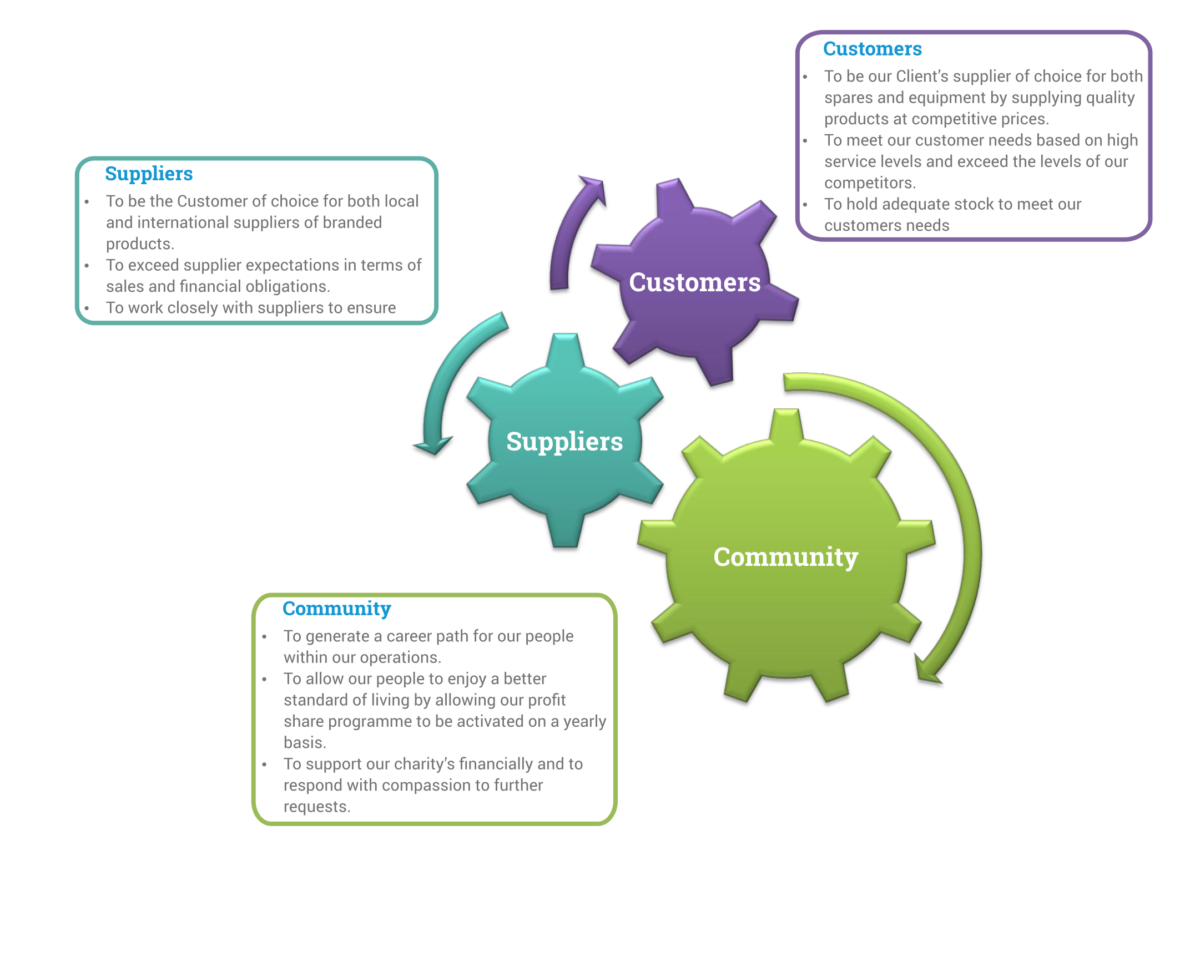 Customers
• To be our Client's supplier of choice for both
spares and equipment by supplying quality
products at competitive prices.
• To meet our customer needs based on high
service levels and exceed the levels of our
competitors.
• To hold adequate stock to meet our
customers needs
Suppliers
• To be the Customer of choice for both local
and international suppliers of branded
products.
• To exceed supplier expectations in terms of
sales and financial obligations.
• To work closely with suppliers to ensure
Customers
Suppliers
Community
Community
• To generate a career path for our people
within our operations.
• To allow our people to enjoy a better
standard of living by allowing our profit
share programme to be activated on a yearly
basis.
• To support our charity's financially and to
respond with compassion to further
requests.